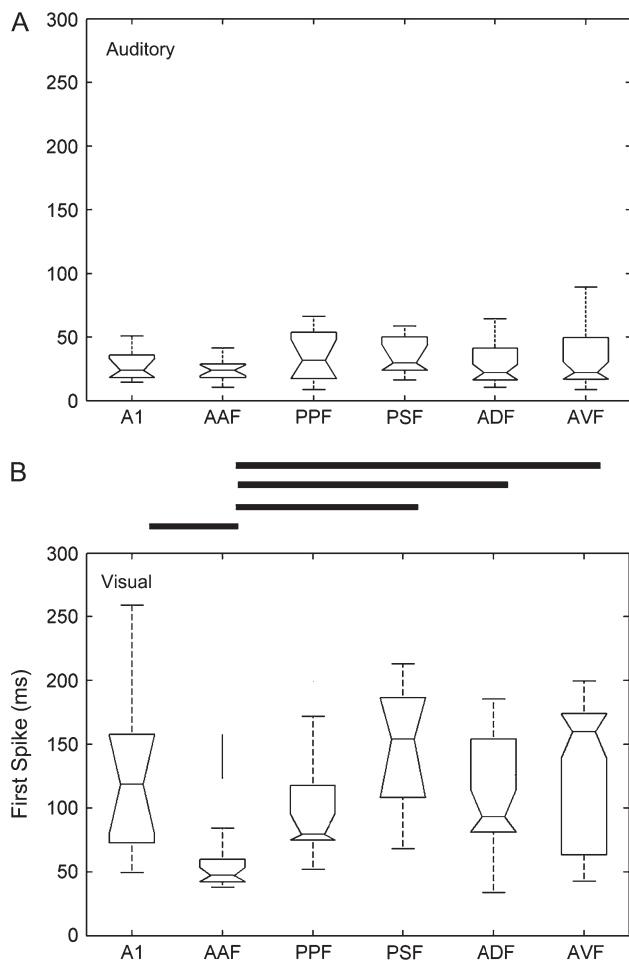 A
300
Auditory
250
200
150
100
50
0
A1 AAF PPF PSF ADF AVF
B
300
Visual
250
200
150
100
50
0
First Spike (ms)
A1 AAF PPF PSF ADF AVF